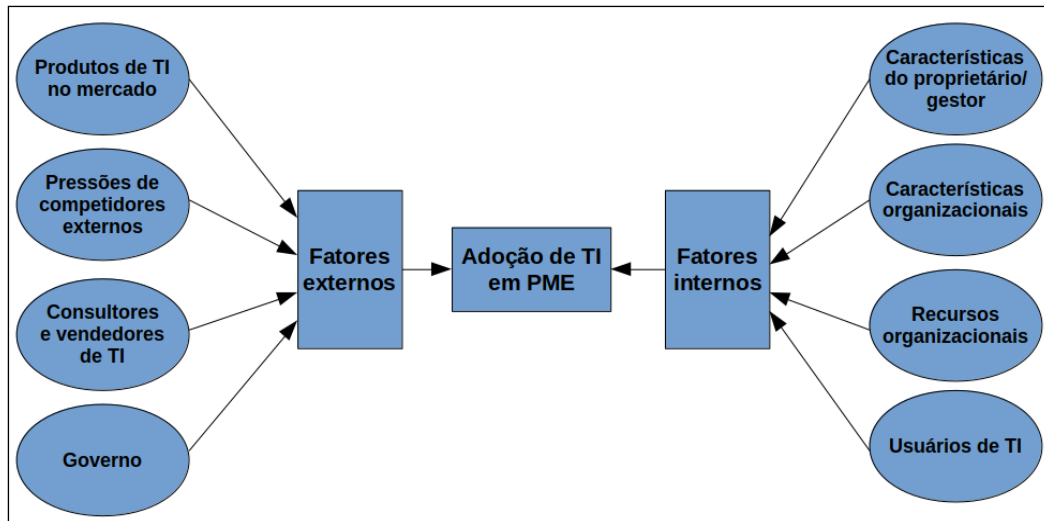 Produtos de TI
no mercado
Pressões de
competidores
externos
Consultores
e vendedores
de TI
Governo
Fatores
externos
Adoção de TI
em PME
Fatores
internos
Características
do proprietário/
gestor
Características
organizacionais
Recursos
organizacionais
Usuários de TI